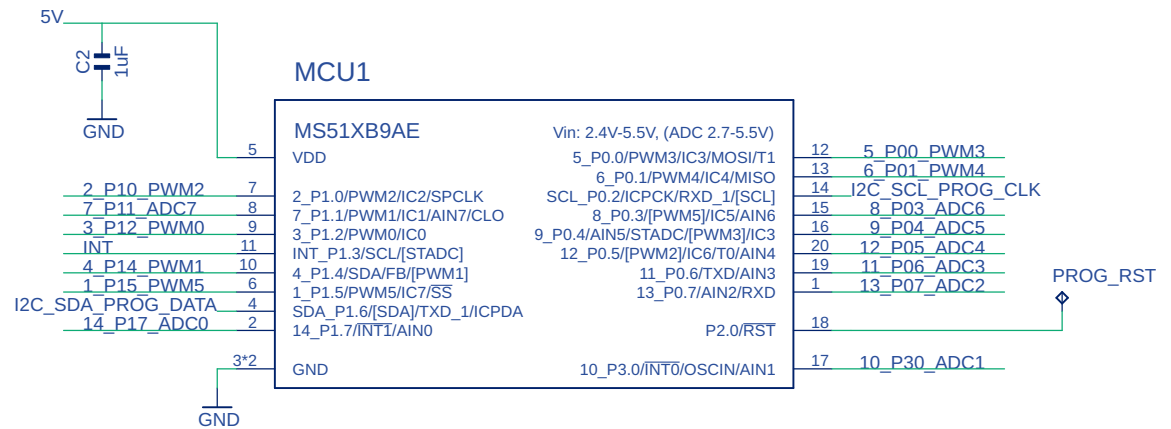 5V
C2
1uF
GND
MCU1
MS51XB9AE
Vin: 2.4V-5.5V, (ADC 2.7-5.5V)
5 VDD
5_P0.0/PWM3/IC3/MOSI/T1 12 5_P00_PWM3
6_P0.1/PWM4/IC4/MISO 13 6_P01_PWM4
2_P10_PWM2 7 2_P1.0/PWM2/IC2/SPCLK
SCL_P0.2/ICPCK/RXD_1/[SCL] 14 I2C_SCL_PROG_CLK
7_P11_ADC7 8 7_P1.1/PWM1/IC1/AIN7/CLO
8_P0.3/[PWM5]/IC5/AIN6 15 8_P03_ADC6
3_P12_PWM0 9 3_P1.2/PWM0/IC0
9_P0.4/AIN5/STADC/[PWM3]/IC3 16 9_P04_ADC5
INT 11 INT_P1.3/SCL/[STADC]
12_P0.5/[PWM2]/IC6/T0/AIN4 20 12_P05_ADC4
4_P14_PWM1 10 4_P1.4/SDA/FB/[PWM1]
11_P0.6/TXD/AIN3 19 11_P06_ADC3
1_P15_PWM5 6 1_P1.5/PWM5/IC7/SS
13_P0.7/AIN2/RXD 1 13_P07_ADC2
PROG_RST
I2C_SDA_PROG_DATA 4 SDA_P1.6/[SDA]/TXD_1/ICPDA
14_P17_ADC0 2 14_P1.7/INT1/AIN0
P2.0/RST 18
3*2 GND
10_P3.0/INT0/OSCIN/AIN1 17 10_P30_ADC1
GND